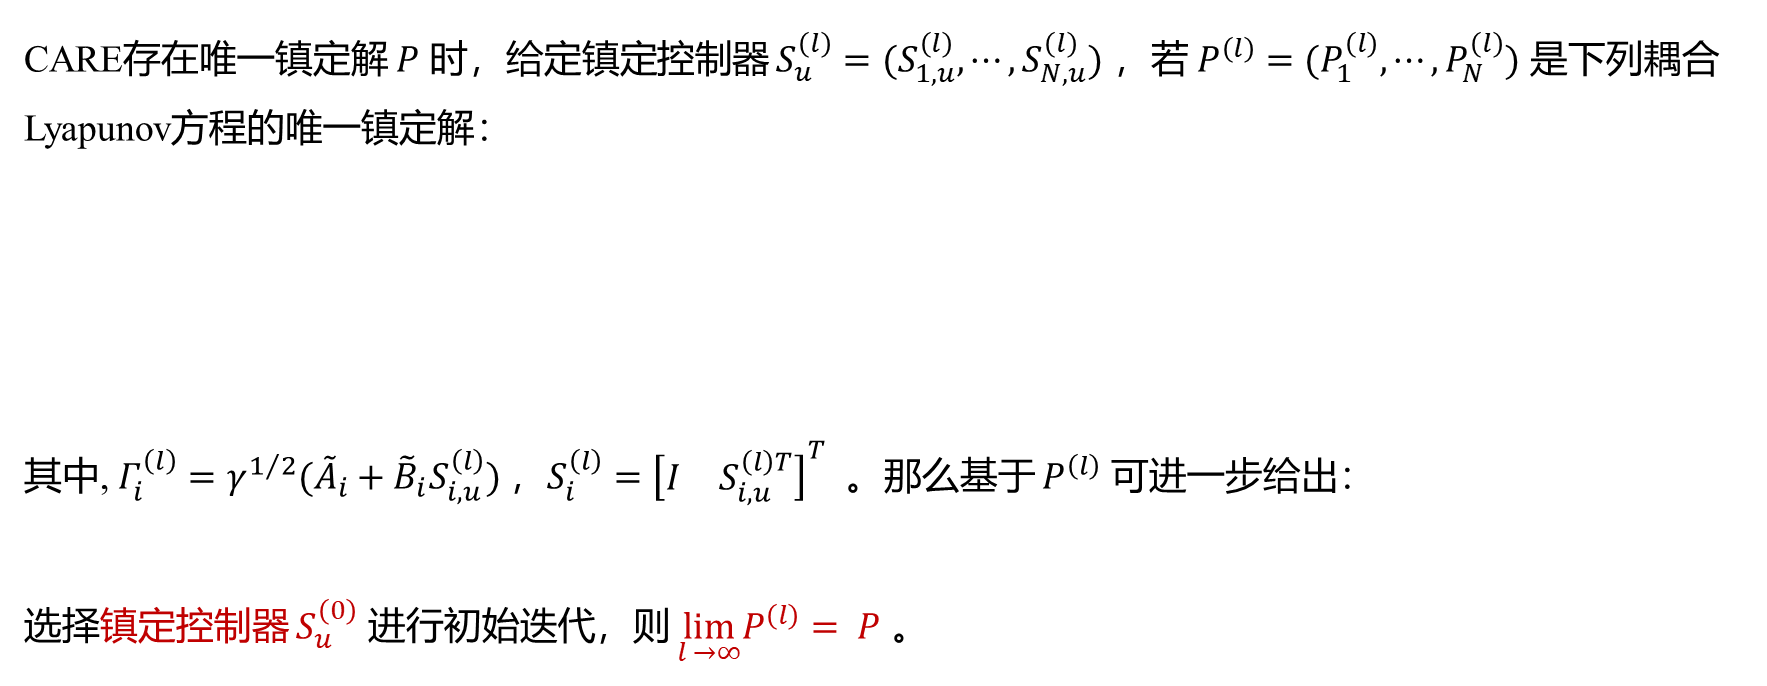 CARE存在唯一镇定解 P 时，给定镇定控制器 S_u^{(l)} = (S_{1,u}^{(l)}, ⋯, S_{N,u}^{(l)})，若 P^{(l)} = (P_1^{(l)}, ⋯, P_N^{(l)}) 是下列耦合
Lyapunov方程的唯一镇定解：
其中, Γ_i^{(l)} = γ^{1/2}(Ã_i + B̃_i S_{i,u}^{(l)})，S_i^{(l)} = [I  S_{i,u}^{(l)T}]^T 。那么基于 P^{(l)} 可进一步给出：
选择镇定控制器 S_u^{(0)} 进行初始迭代，则 lim_{l→∞} P^{(l)} = P 。